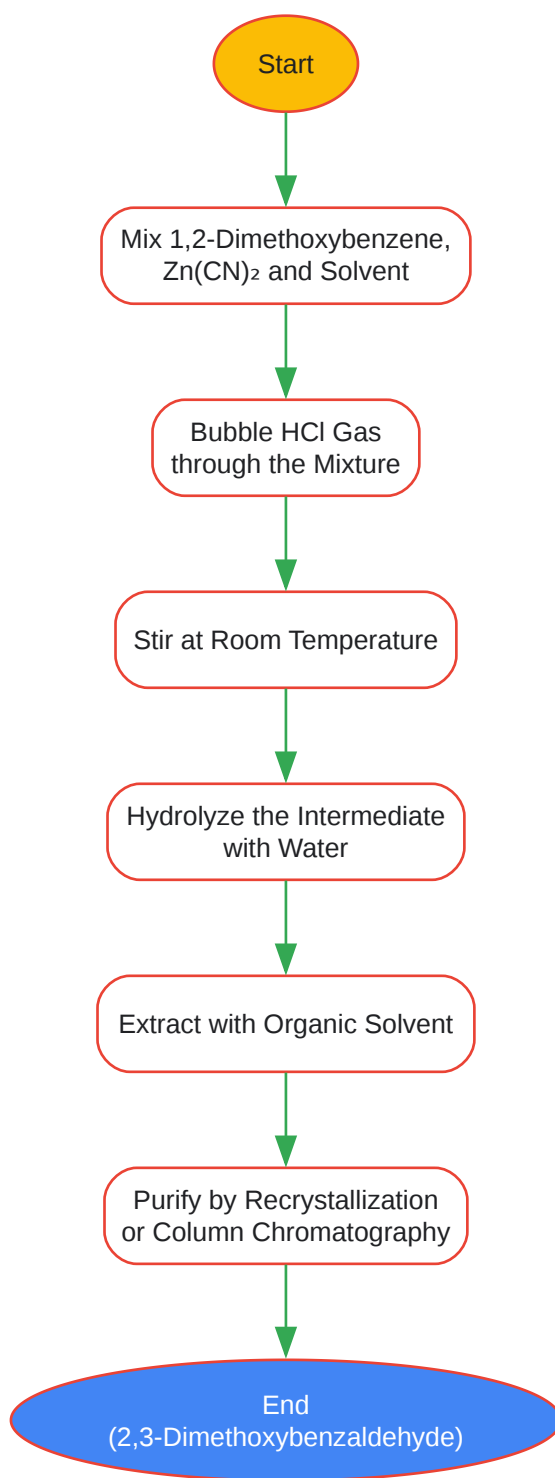 Start
Mix 1,2-Dimethoxybenzene,
Zn(CN)₂ and Solvent
Bubble HCl Gas
through the Mixture
Stir at Room Temperature
Hydrolyze the Intermediate
with Water
Extract with Organic Solvent
Purify by Recrystallization
or Column Chromatography
End
(2,3-Dimethoxybenzaldehyde)